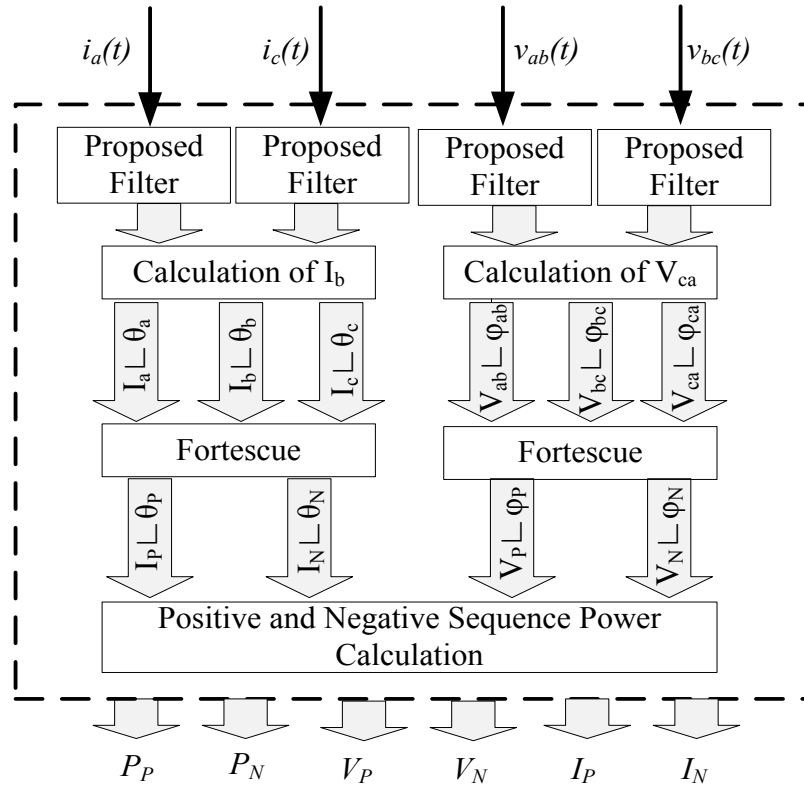 i_a(t) i_c(t) v_ab(t) v_bc(t)
Proposed Filter
Proposed Filter
Proposed Filter
Proposed Filter
Calculation of I_b
Calculation of V_ca
I_a∟θ_a
I_b∟θ_b
I_c∟θ_c
V_ab∟φ_ab
V_bc∟φ_bc
V_ca∟φ_ca
Fortescue
Fortescue
I_P∟θ_P
I_N∟θ_N
V_P∟φ_P
V_N∟φ_N
Positive and Negative Sequence Power
Calculation
P_P P_N V_P V_N I_P I_N